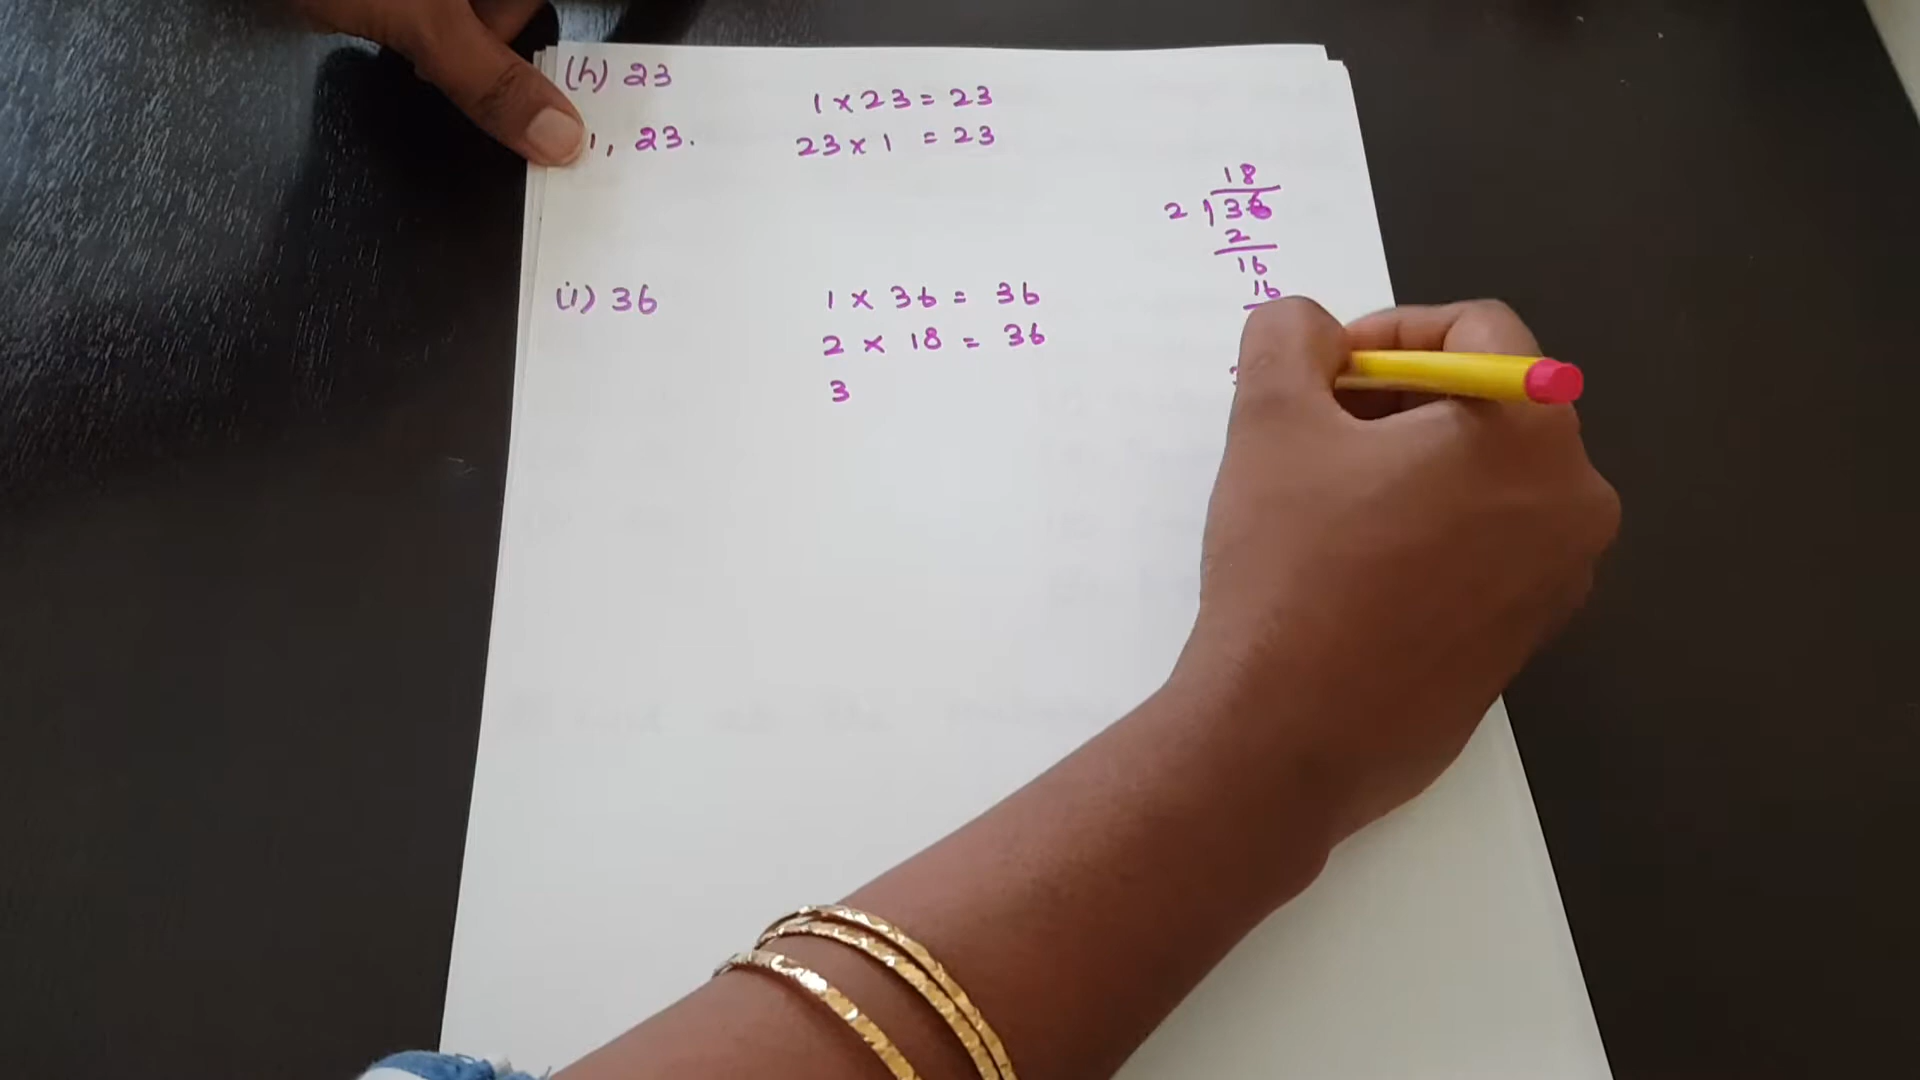 (h) 23
1 × 23 = 23
1, 23.
23 × 1 = 23
18
2 ) 36
2
16
16
(i) 36
1 × 36 = 36
2 × 18 = 36
3